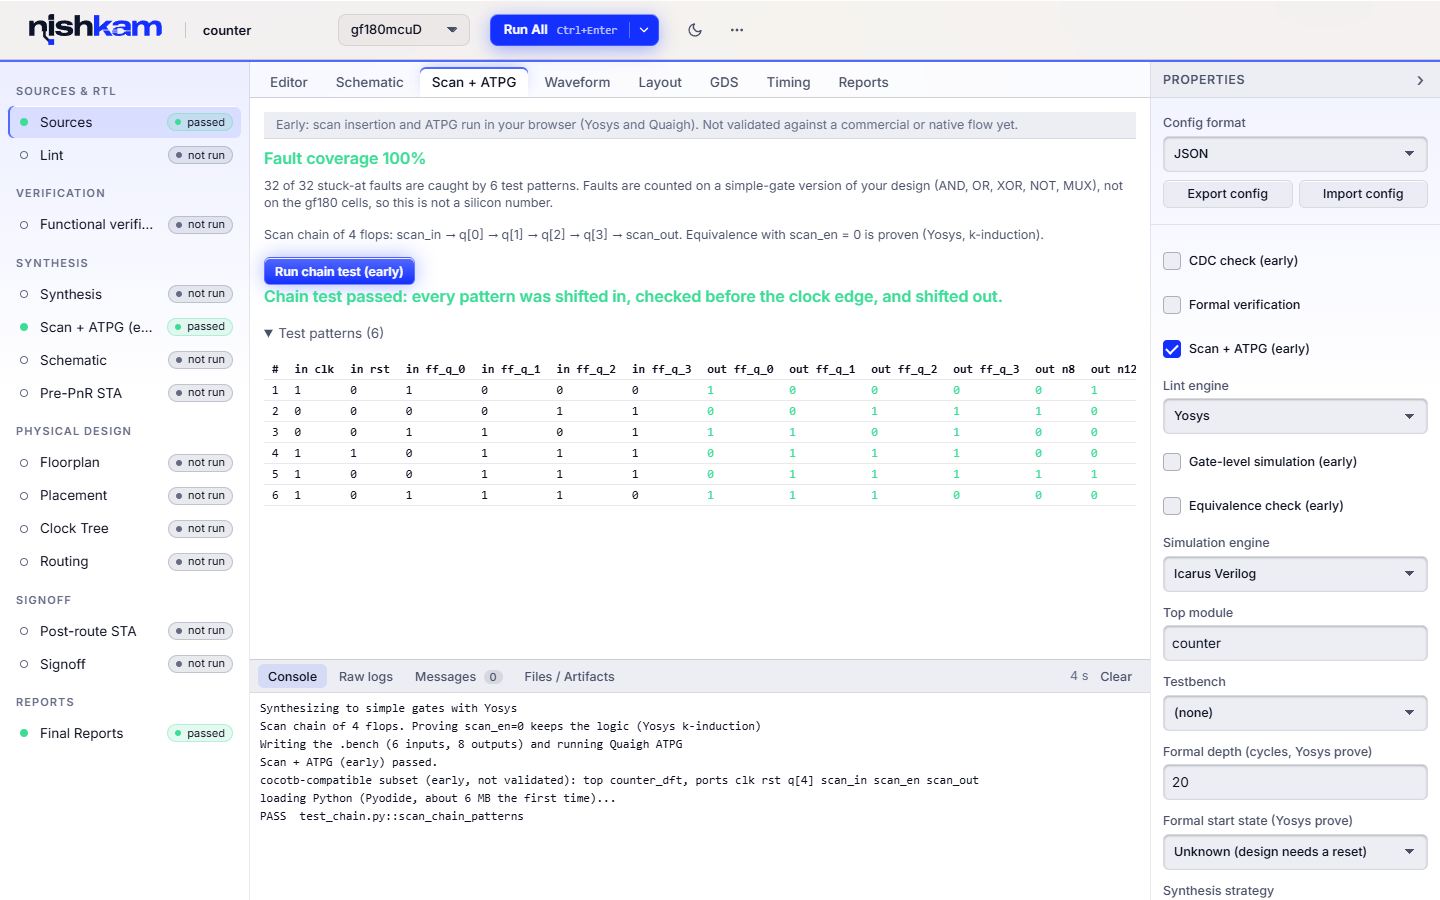 nishkam
counter
gf180mcuD
Run All Ctrl+Enter
SOURCES & RTL
Sources passed
Lint not run
VERIFICATION
Functional verifi... not run
SYNTHESIS
Synthesis not run
Scan + ATPG (e... passed
Schematic not run
Pre-PnR STA not run
PHYSICAL DESIGN
Floorplan not run
Placement not run
Clock Tree not run
Routing not run
SIGNOFF
Post-route STA not run
Signoff not run
REPORTS
Final Reports passed
Editor Schematic Scan + ATPG Waveform Layout GDS Timing Reports
Early: scan insertion and ATPG run in your browser (Yosys and Quaigh). Not validated against a commercial or native flow yet.
Fault coverage 100%
32 of 32 stuck-at faults are caught by 6 test patterns. Faults are counted on a simple-gate version of your design (AND, OR, XOR, NOT, MUX), not
on the gf180 cells, so this is not a silicon number.
Scan chain of 4 flops: scan_in → q[0] → q[1] → q[2] → q[3] → scan_out. Equivalence with scan_en = 0 is proven (Yosys, k-induction).
Run chain test (early)
Chain test passed: every pattern was shifted in, checked before the clock edge, and shifted out.
▼ Test patterns (6)
# in clk in rst in ff_q_0 in ff_q_1 in ff_q_2 in ff_q_3 out ff_q_0 out ff_q_1 out ff_q_2 out ff_q_3 out n8 out n12
1 1 0 1 0 0 0 1 0 0 0 0 1
2 0 0 0 0 1 1 0 0 1 1 1 0
3 0 0 1 1 0 1 1 1 0 1 0 0
4 1 1 0 1 1 1 0 1 1 1 0 0
5 1 0 0 1 1 1 0 1 1 1 1 1
6 1 0 1 1 1 0 1 1 1 0 0 0
Console Raw logs Messages 0 Files / Artifacts 4 s Clear
Synthesizing to simple gates with Yosys
Scan chain of 4 flops. Proving scan_en=0 keeps the logic (Yosys k-induction)
Writing the .bench (6 inputs, 8 outputs) and running Quaigh ATPG
Scan + ATPG (early) passed.
cocotb-compatible subset (early, not validated): top counter_dft, ports clk rst q[4] scan_in scan_en scan_out
loading Python (Pyodide, about 6 MB the first time)...
PASS test_chain.py::scan_chain_patterns
PROPERTIES
Config format
JSON
Export config Import config
CDC check (early)
Formal verification
Scan + ATPG (early)
Lint engine
Yosys
Gate-level simulation (early)
Equivalence check (early)
Simulation engine
Icarus Verilog
Top module
counter
Testbench
(none)
Formal depth (cycles, Yosys prove)
20
Formal start state (Yosys prove)
Unknown (design needs a reset)
Synthesis strategy